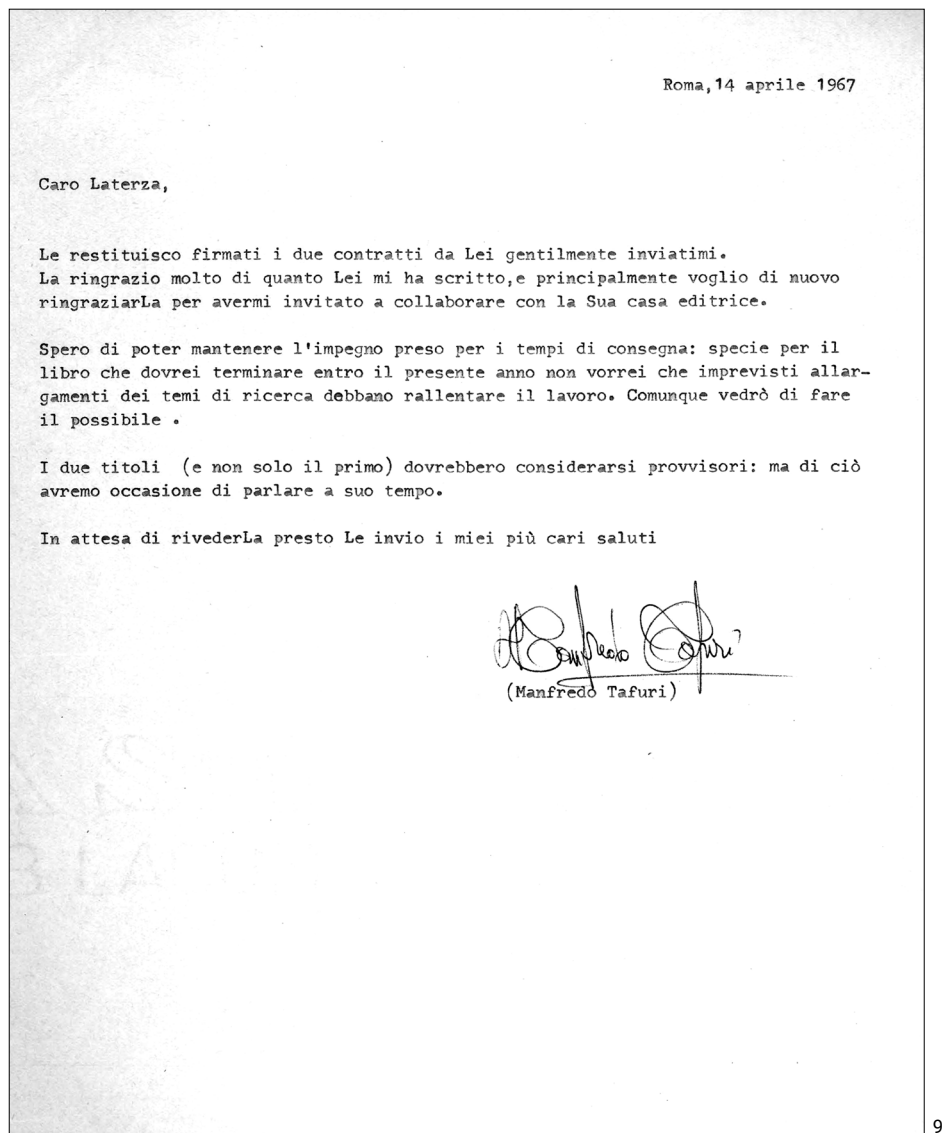 Roma,14 aprile 1967
Caro Laterza,
Le restituisco firmati i due contratti da Lei gentilmente inviatimi.
La ringrazio molto di quanto Lei mi ha scritto,e principalmente voglio di nuovo
ringraziarLa per avermi invitato a collaborare con la Sua casa editrice.
Spero di poter mantenere l'impegno preso per i tempi di consegna: specie per il
libro che dovrei terminare entro il presente anno non vorrei che imprevisti allar-
gamenti dei temi di ricerca debbano rallentare il lavoro. Comunque vedrò di fare
il possibile .
I due titoli (e non solo il primo) dovrebbero considerarsi provvisori: ma di ciò
avremo occasione di parlare a suo tempo.
In attesa di rivederLa presto Le invio i miei più cari saluti
Manfredo Tafuri
(Manfredo Tafuri)
9